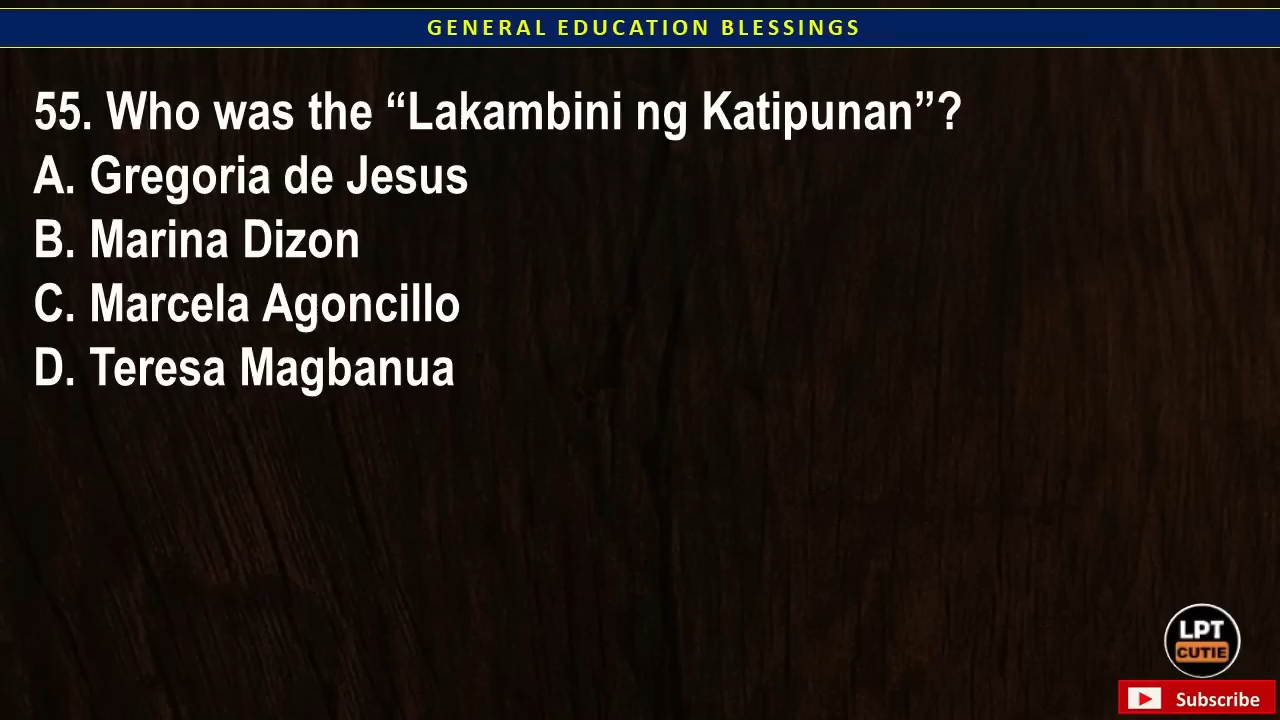 GENERAL EDUCATION BLESSINGS
55. Who was the “Lakambini ng Katipunan”?
A. Gregoria de Jesus
B. Marina Dizon
C. Marcela Agoncillo
D. Teresa Magbanua
LPT
CUTIE
Subscribe